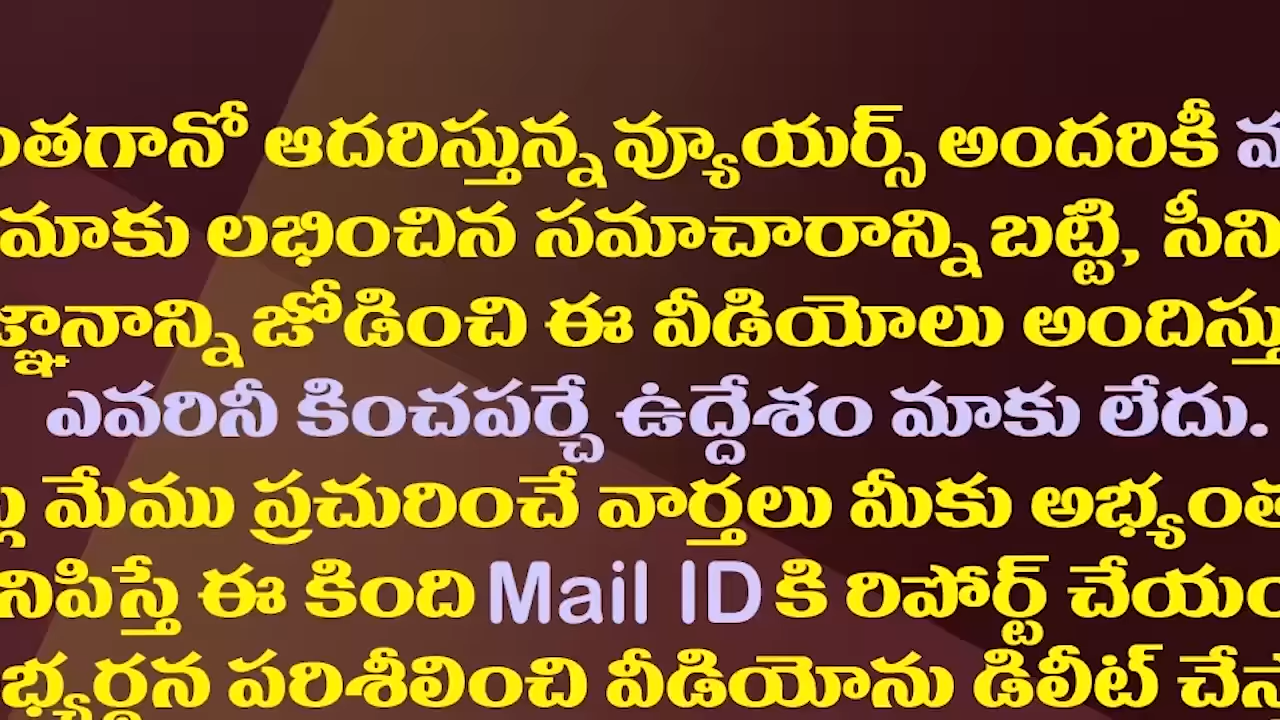 ంతగానో ఆదరిస్తున్న వ్యూయర్స్ అందరికీ
మాకు లభించిన సమాచారాన్ని బట్టి, సీని
జ్ఞానాన్ని జోడించి ఈ వీడియోలు అందిస్తు
ఎవరినీ కించపర్చే ఉద్దేశం మాకు లేదు.
మేము ప్రచురించే వార్తలు మీకు అభ్యంత
నిపిస్తే ఈ కింది Mail ID కి రిపోర్ట్ చేయం
భ్యర్థన పరిశీలించి వీడియోను డిలీట్ చేస